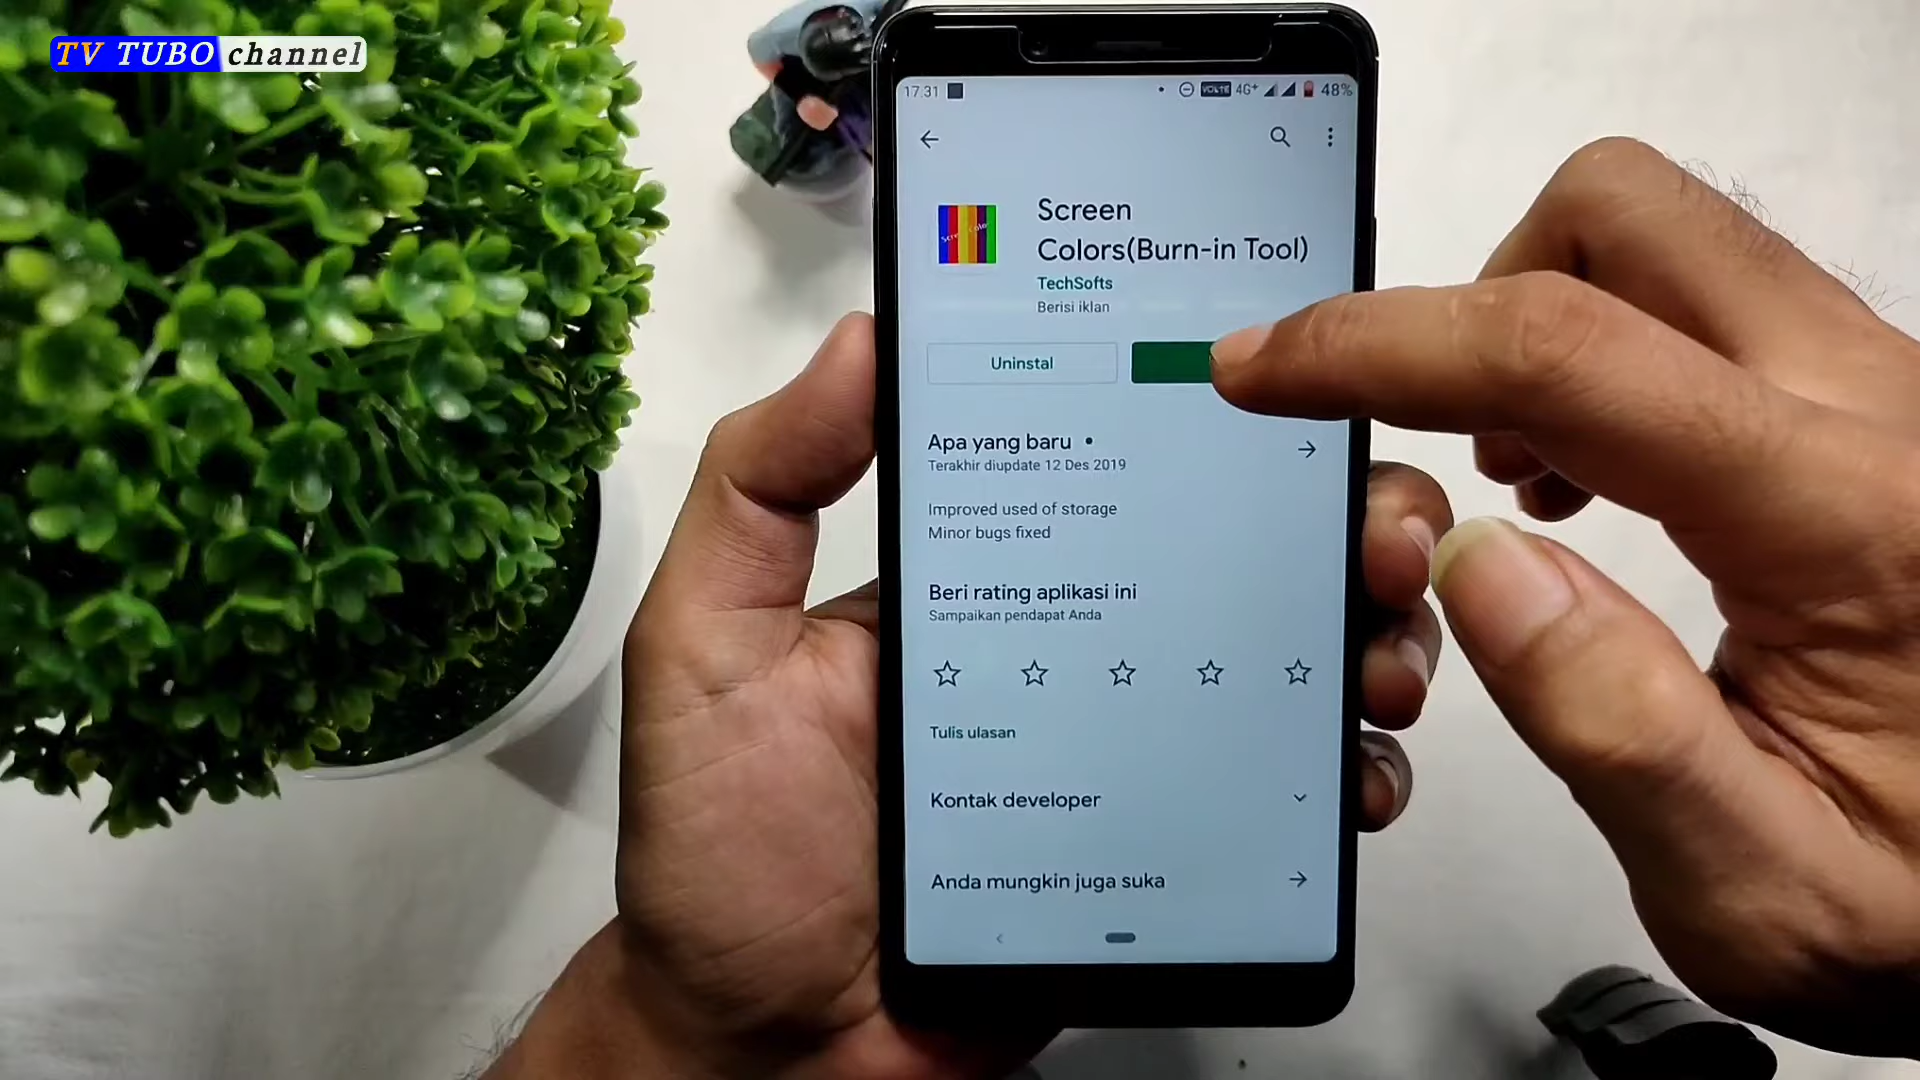 TV TUBO channel
17.31
VoLTE 4G+ 48%
Screen
Colors(Burn-in Tool)
TechSofts
Berisi iklan
Uninstal
Apa yang baru •
Terakhir diupdate 12 Des 2019
Improved used of storage
Minor bugs fixed
Beri rating aplikasi ini
Sampaikan pendapat Anda
Tulis ulasan
Kontak developer
Anda mungkin juga suka